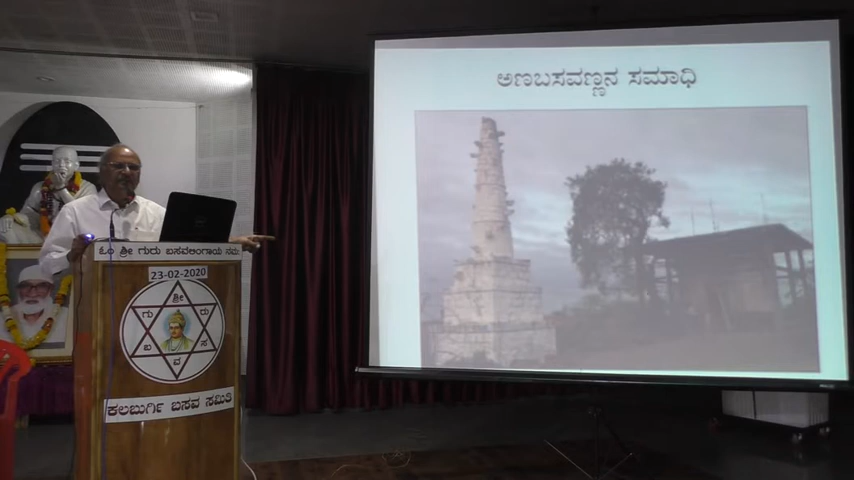 ಅಣಬಸವಣ್ಣನ ಸಮಾಧಿ
ಓಂ ಶ್ರೀ ಗುರು ಬಸವಲಿಂಗಾಯ ನಮಃ
23-02-2020
ಶ್ರೀ
ಗು ರು
ಬ ಸ
ವ
ಕಲಬುರ್ಗಿ ಬಸವ ಸಮಿತಿ